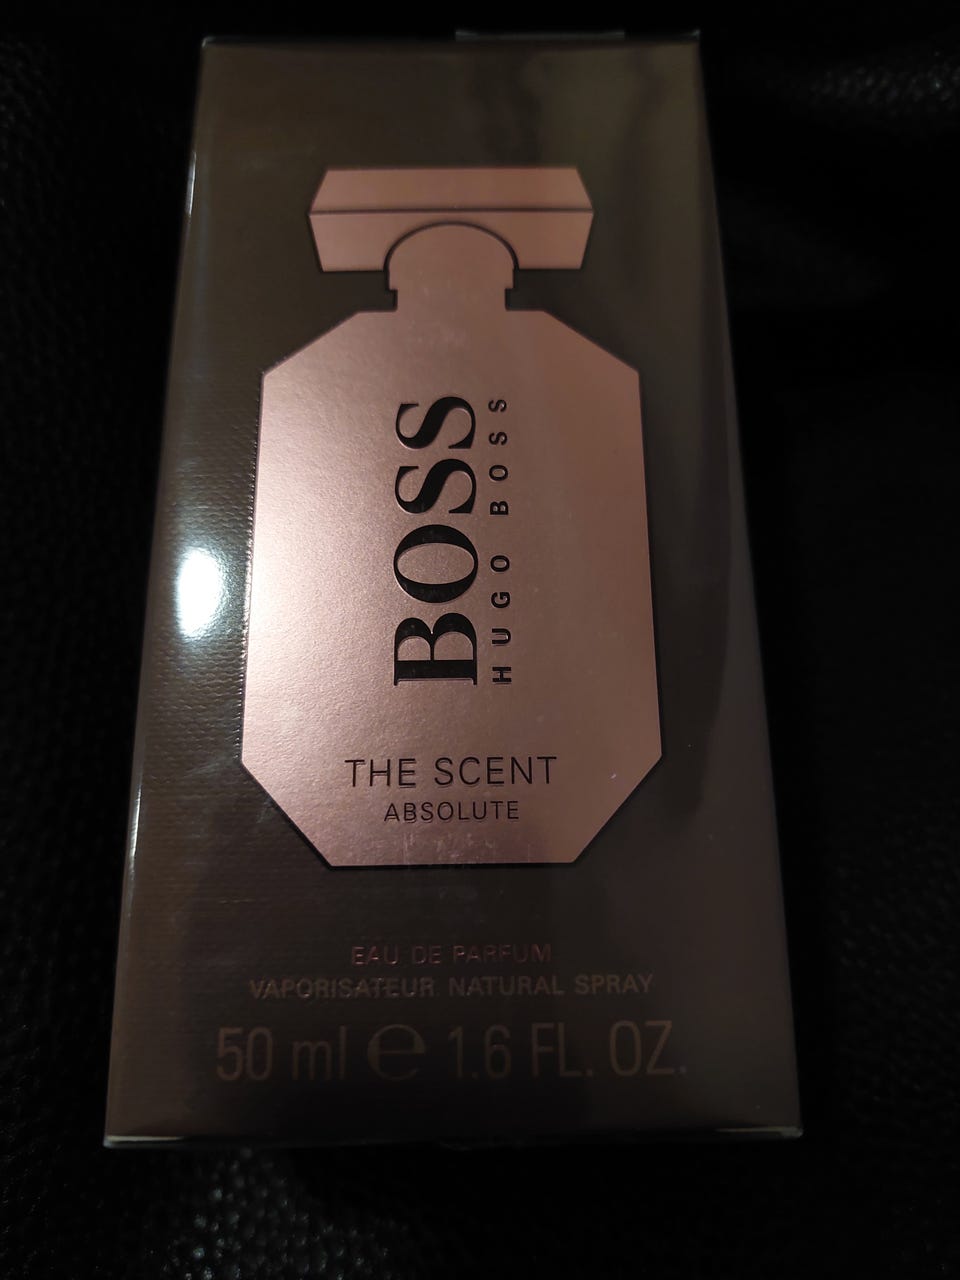 BOSS
HUGO BOSS
THE SCENT
ABSOLUTE
EAU DE PARFUM
VAPORISATEUR NATURAL SPRAY
50 ml ℮ 1.6 FL. OZ.